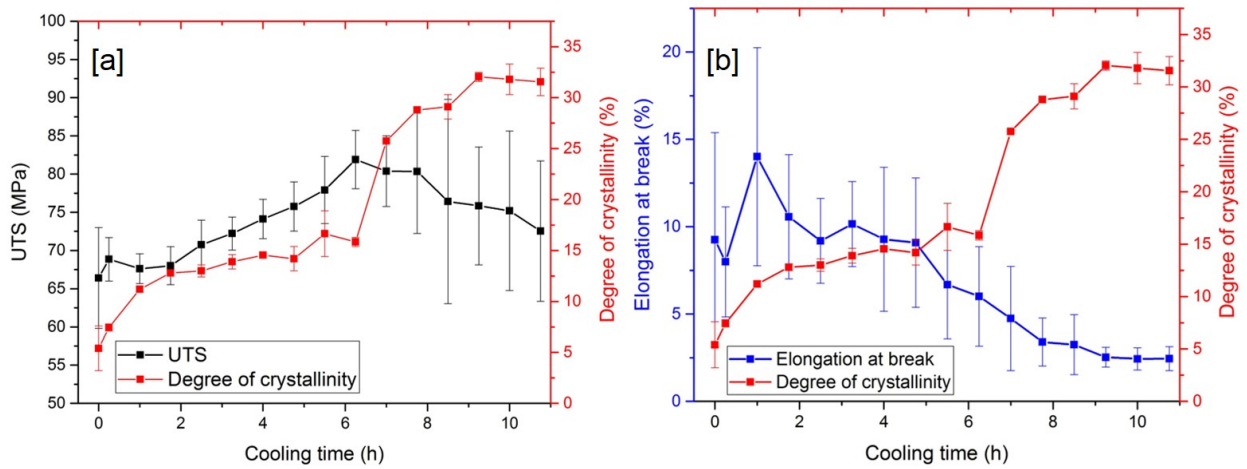 [a]
UTS (MPa)
100
95
90
85
80
75
70
65
60
55
50
Degree of crystallinity (%)
35
30
25
20
15
10
5
0
UTS
Degree of crystallinity
0 2 4 6 8 10
Cooling time (h)
[b]
Elongation at break (%)
20
15
10
5
0
Degree of crystallinity (%)
35
30
25
20
15
10
5
0
Elongation at break
Degree of crystallinity
0 2 4 6 8 10
Cooling time (h)